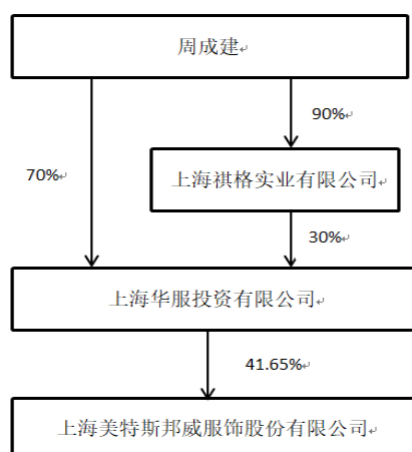 周成建
90%
上海祺格实业有限公司
70%
30%
上海华服投资有限公司
41.65%
上海美特斯邦威服饰股份有限公司